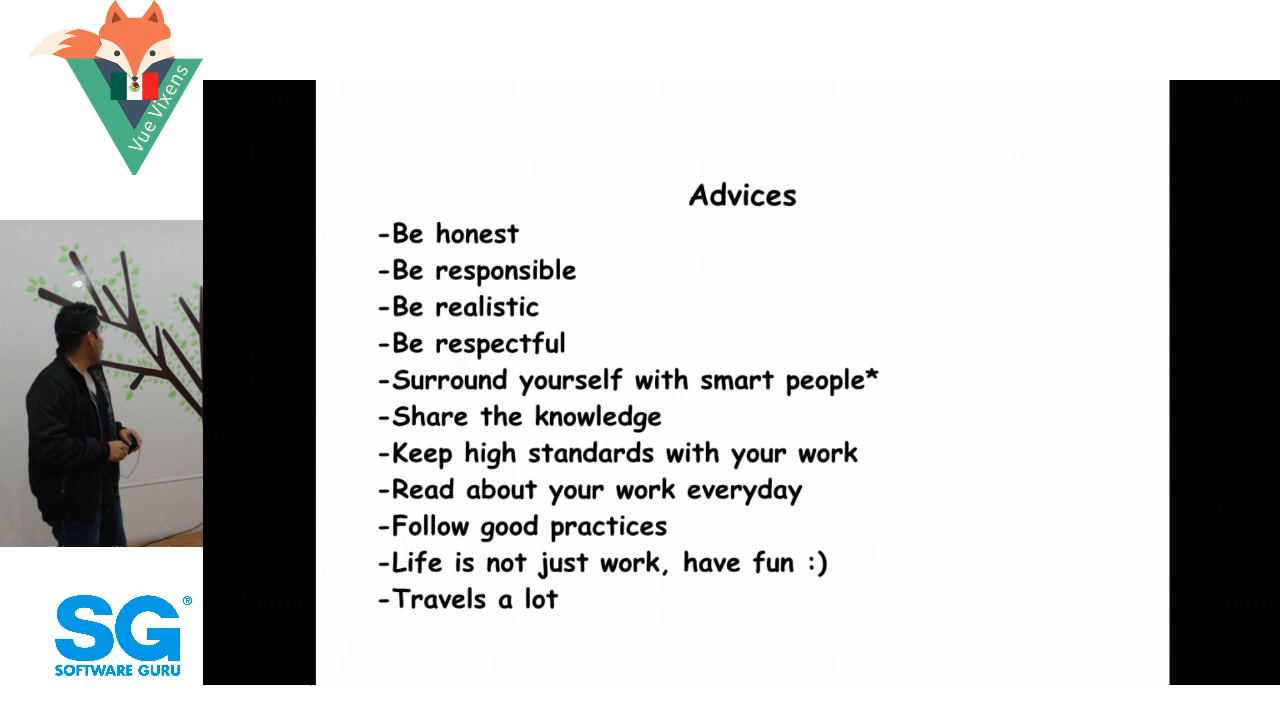 Vue Vixens
Advices
-Be honest
-Be responsible
-Be realistic
-Be respectful
-Surround yourself with smart people*
-Share the knowledge
-Keep high standards with your work
-Read about your work everyday
-Follow good practices
-Life is not just work, have fun :)
-Travels a lot
SG®
SOFTWARE GURU